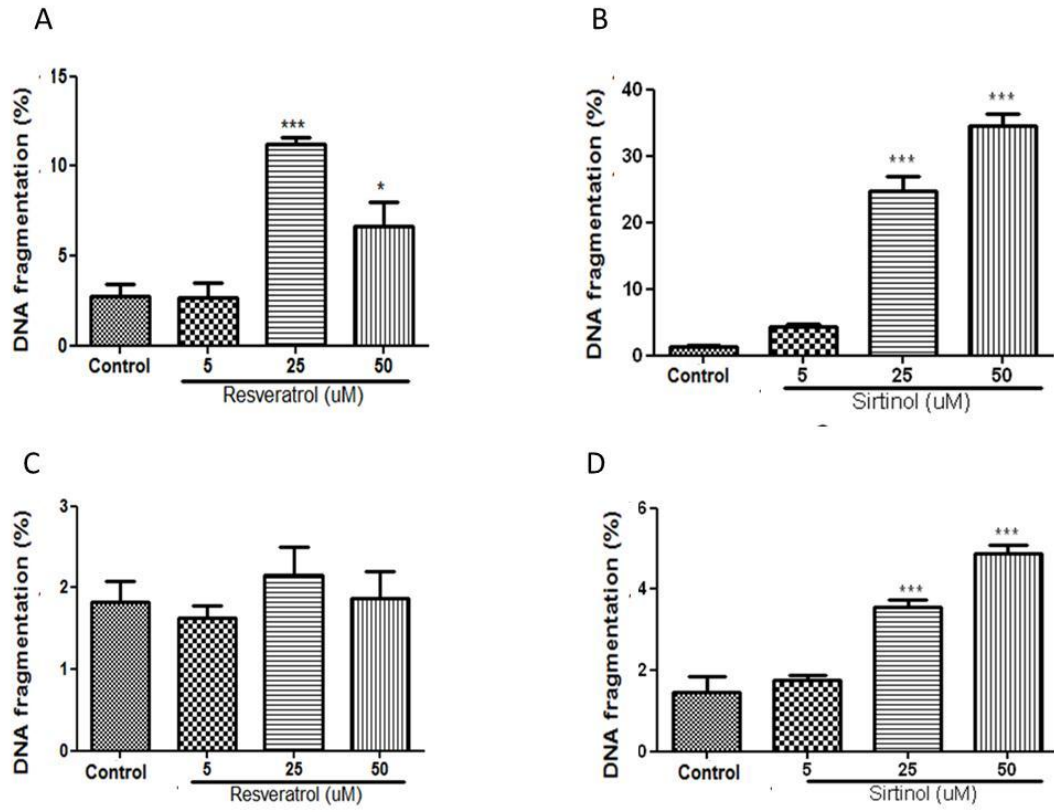 A
DNA fragmentation (%)
15
10
5
0
***
*
Control 5 25 50
Resveratrol (uM)
B
DNA fragmentation (%)
40
30
20
10
0
***
***
Control 5 25 50
Sirtinol (uM)
C
DNA fragmentation (%)
3
2
1
0
Control 5 25 50
Resveratrol (uM)
D
DNA fragmentation (%)
6
4
2
0
***
***
Control 5 25 50
Sirtinol (uM)